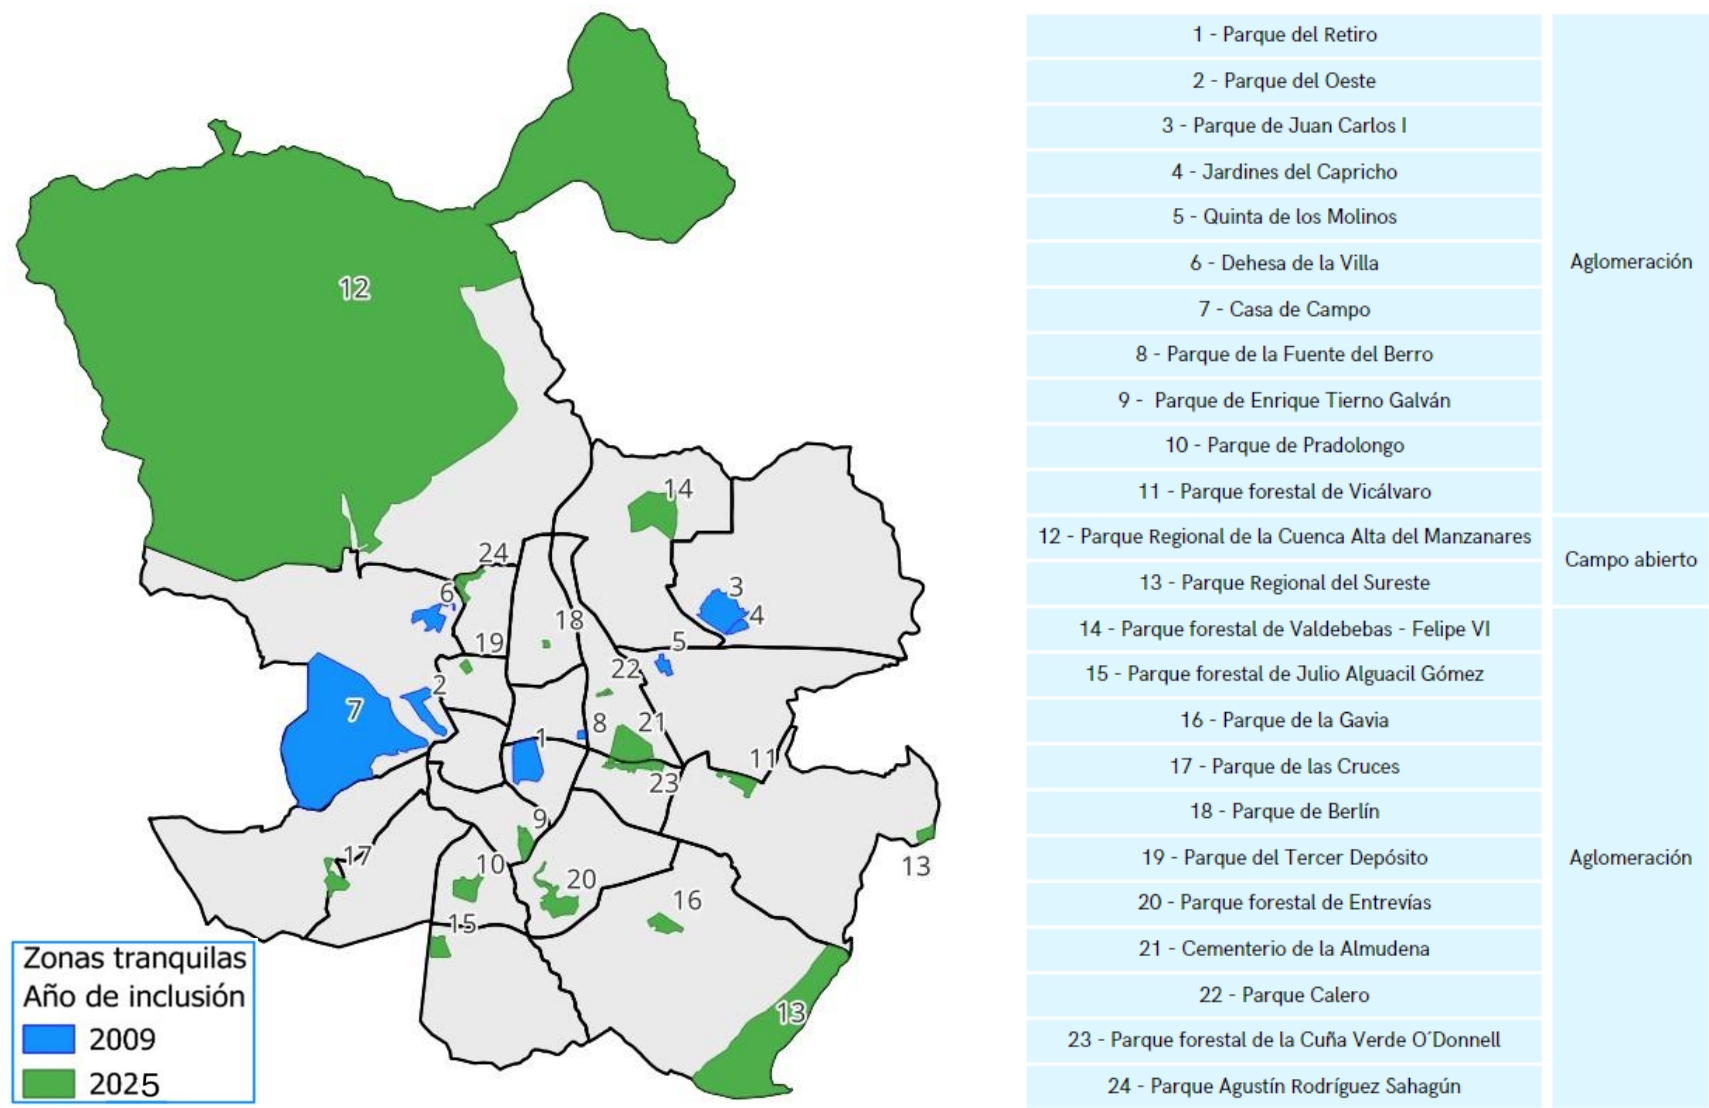 12
14
24
6
3
4
18
19
5
22
2
7
8
21
1
11
23
9
17
10
20
13
16
15
13
Zonas tranquilas
Año de inclusión
2009
2025
1 - Parque del Retiro
2 - Parque del Oeste
3 - Parque de Juan Carlos I
4 - Jardines del Capricho
5 - Quinta de los Molinos
6 - Dehesa de la Villa
7 - Casa de Campo
8 - Parque de la Fuente del Berro
9 - Parque de Enrique Tierno Galván
10 - Parque de Pradolongo
11 - Parque forestal de Vicálvaro
Aglomeración
12 - Parque Regional de la Cuenca Alta del Manzanares
13 - Parque Regional del Sureste
Campo abierto
14 - Parque forestal de Valdebebas - Felipe VI
15 - Parque forestal de Julio Alguacil Gómez
16 - Parque de la Gavia
17 - Parque de las Cruces
18 - Parque de Berlín
19 - Parque del Tercer Depósito
20 - Parque forestal de Entrevías
21 - Cementerio de la Almudena
22 - Parque Calero
23 - Parque forestal de la Cuña Verde O´Donnell
24 - Parque Agustín Rodríguez Sahagún
Aglomeración